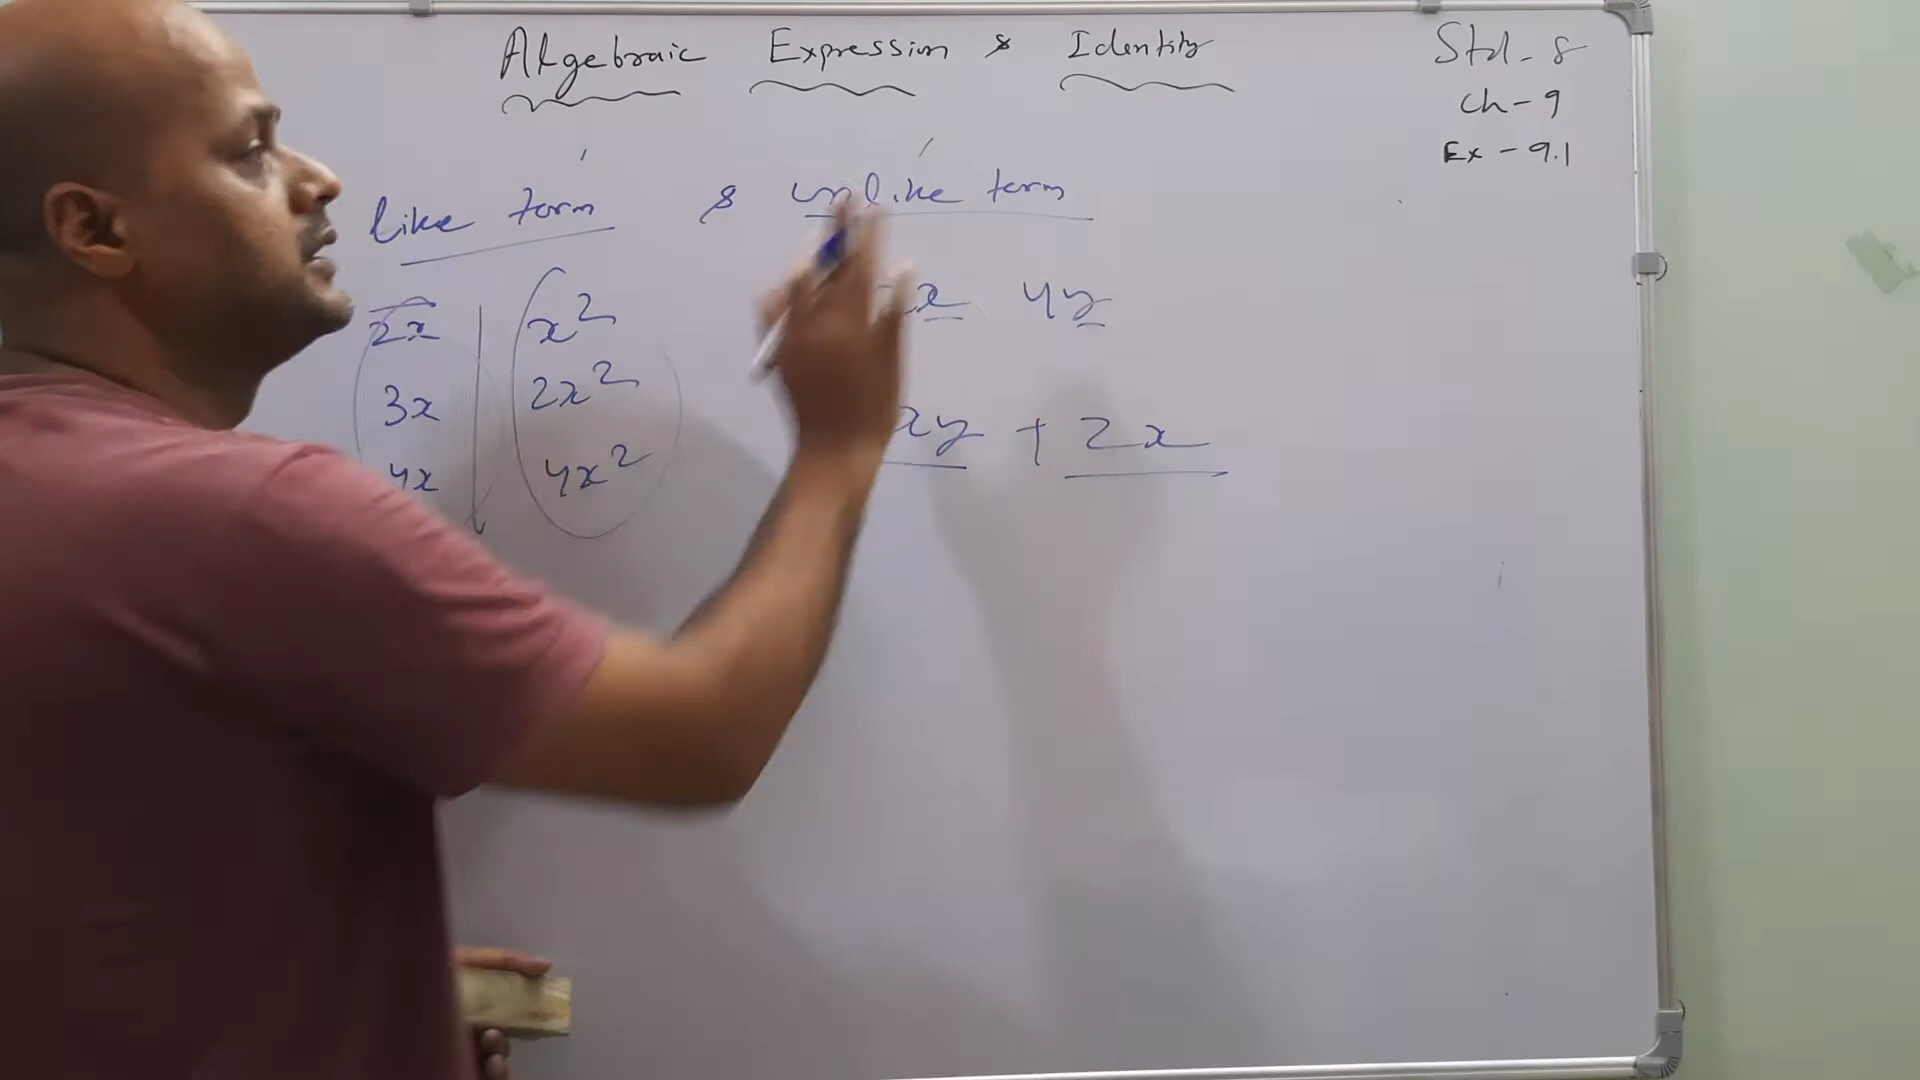 Algebraic Expression & Identity
Std - 8
Ch - 9
Ex - 9.1
like term & unlike term
2x
3x
4x
x²
2x²
4x²
x 4y
xy + 2x